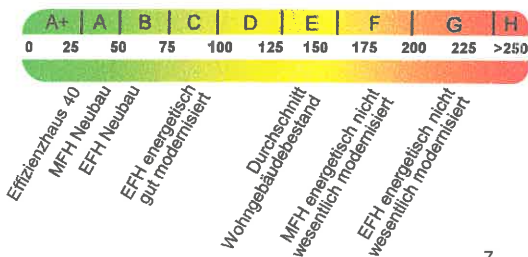 A+ A B C D E F G H
0 25 50 75 100 125 150 175 200 225 >250
Effizienzhaus 40
MFH Neubau
EFH Neubau
EFH energetisch
gut modernisiert
Durchschnitt
Wohngebäudebestand
MFH energetisch nicht
wesentlich modernisiert
EFH energetisch nicht
wesentlich modernisiert
7